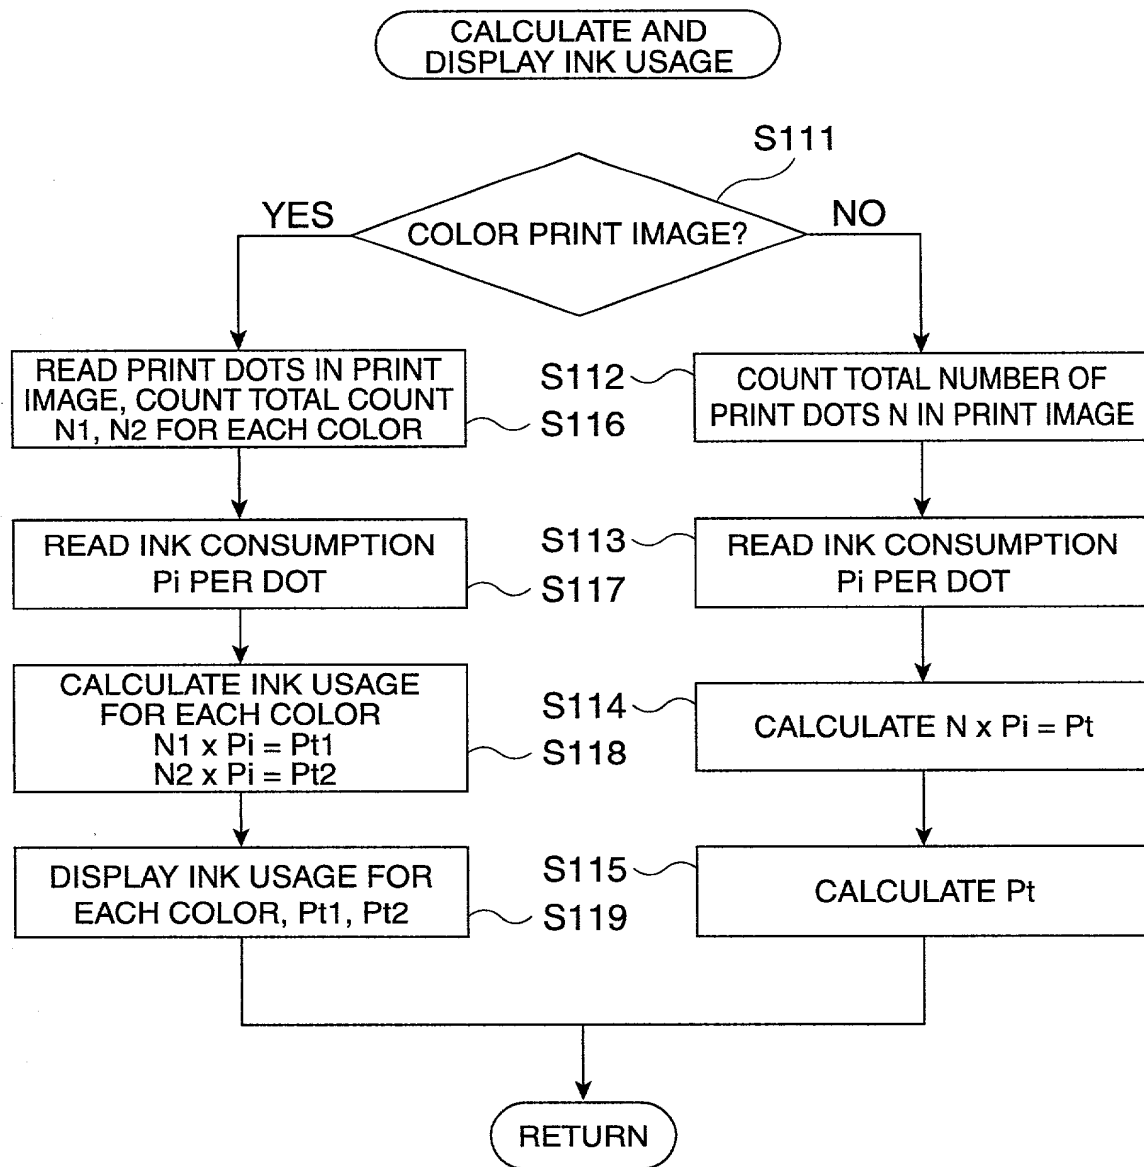 CALCULATE AND
DISPLAY INK USAGE
S111
YES
COLOR PRINT IMAGE?
NO
READ PRINT DOTS IN PRINT
IMAGE, COUNT TOTAL COUNT
N1, N2 FOR EACH COLOR
S116
READ INK CONSUMPTION
Pi PER DOT
S117
CALCULATE INK USAGE
FOR EACH COLOR
N1 x Pi = Pt1
N2 x Pi = Pt2
S118
DISPLAY INK USAGE FOR
EACH COLOR, Pt1, Pt2
S119
S112
COUNT TOTAL NUMBER OF
PRINT DOTS N IN PRINT IMAGE
S113
READ INK CONSUMPTION
Pi PER DOT
S114
CALCULATE N x Pi = Pt
S115
CALCULATE Pt
RETURN